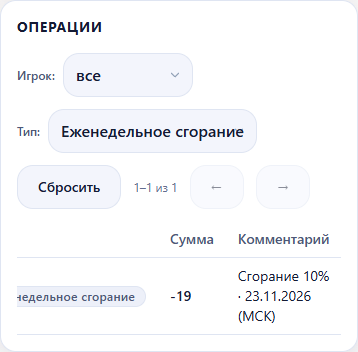 ОПЕРАЦИИ
Игрок: все
Тип: Еженедельное сгорание
Сбросить 1–1 из 1 ← →
Сумма Комментарий
недельное сгорание -19 Сгорание 10%
· 23.11.2026
(МСК)